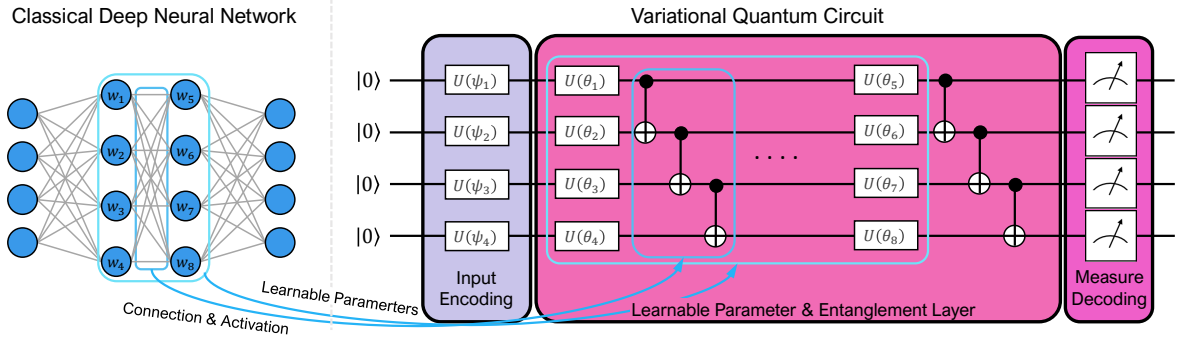 Classical Deep Neural Network
Variational Quantum Circuit
w₁ w₅
w₂ w₆
w₃ w₇
w₄ w₈
|0⟩ U(ψ₁) U(θ₁) U(θ₅)
|0⟩ U(ψ₂) U(θ₂) U(θ₆)
. . . .
|0⟩ U(ψ₃) U(θ₃) U(θ₇)
|0⟩ U(ψ₄) U(θ₄) U(θ₈)
Input
Encoding
Measure
Decoding
Learnable Paramerters
Connection & Activation
Learnable Parameter & Entanglement Layer